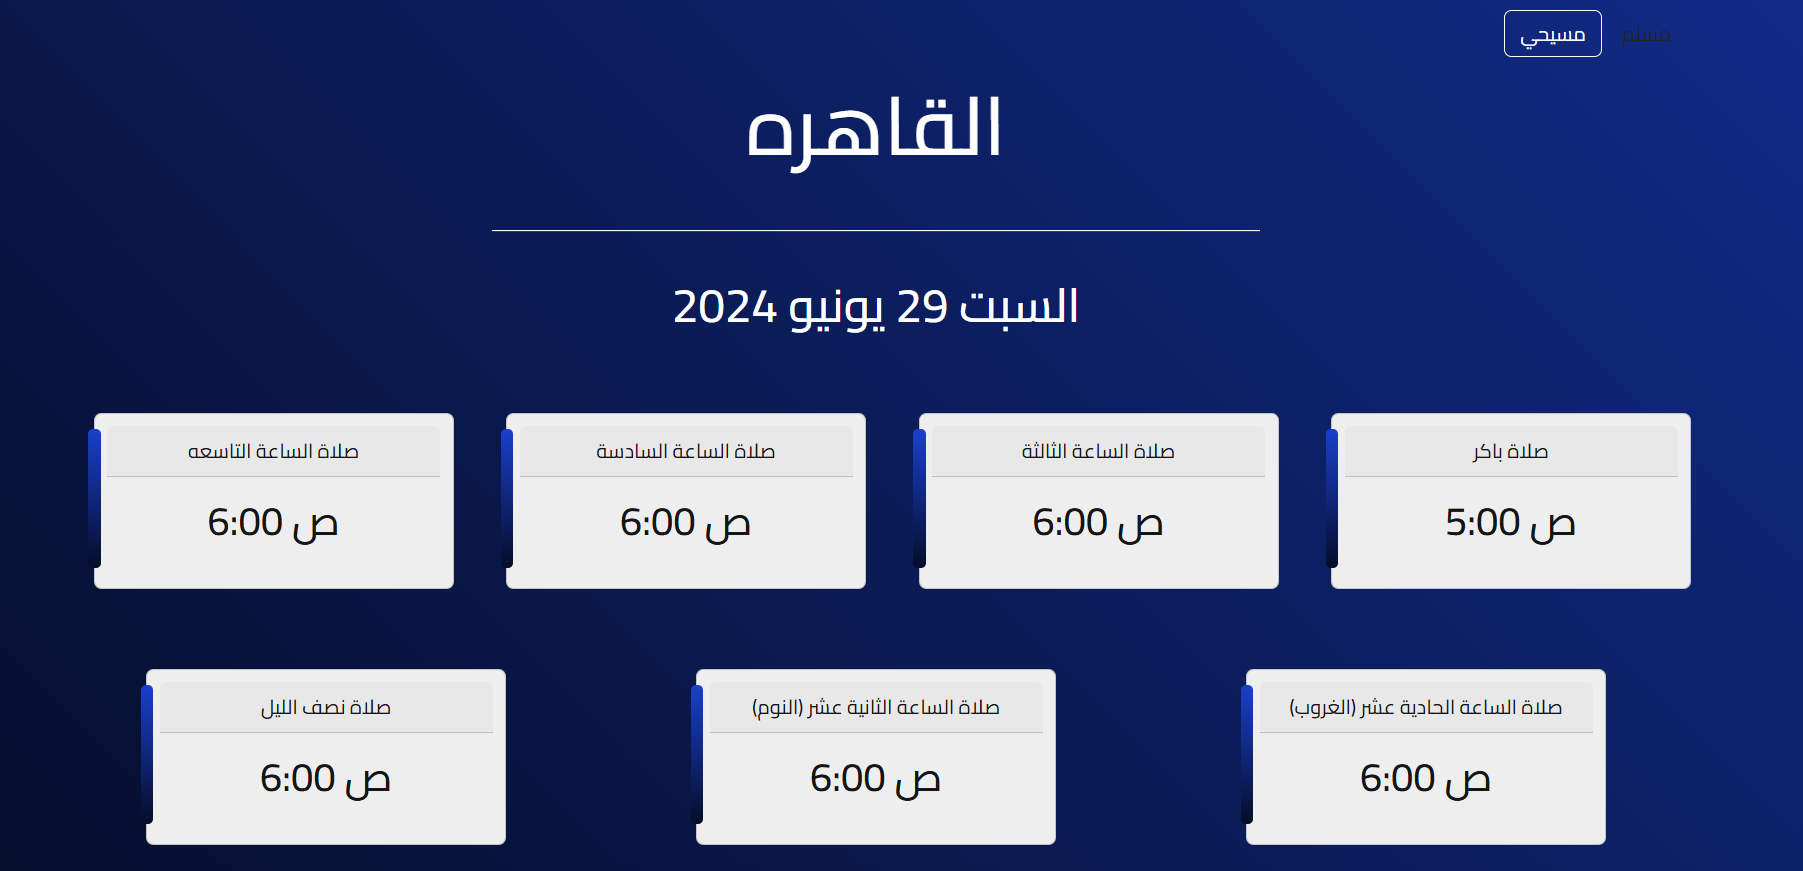 مسلم
مسيحي
القاهره
السبت 29 يونيو 2024
صلاة باكر
ص 5:00
صلاة الساعة الثالثة
ص 6:00
صلاة الساعة السادسة
ص 6:00
صلاة الساعة التاسعه
ص 6:00
صلاة الساعة الحادية عشر (الغروب)
ص 6:00
صلاة الساعة الثانية عشر (النوم)
ص 6:00
صلاة نصف الليل
ص 6:00